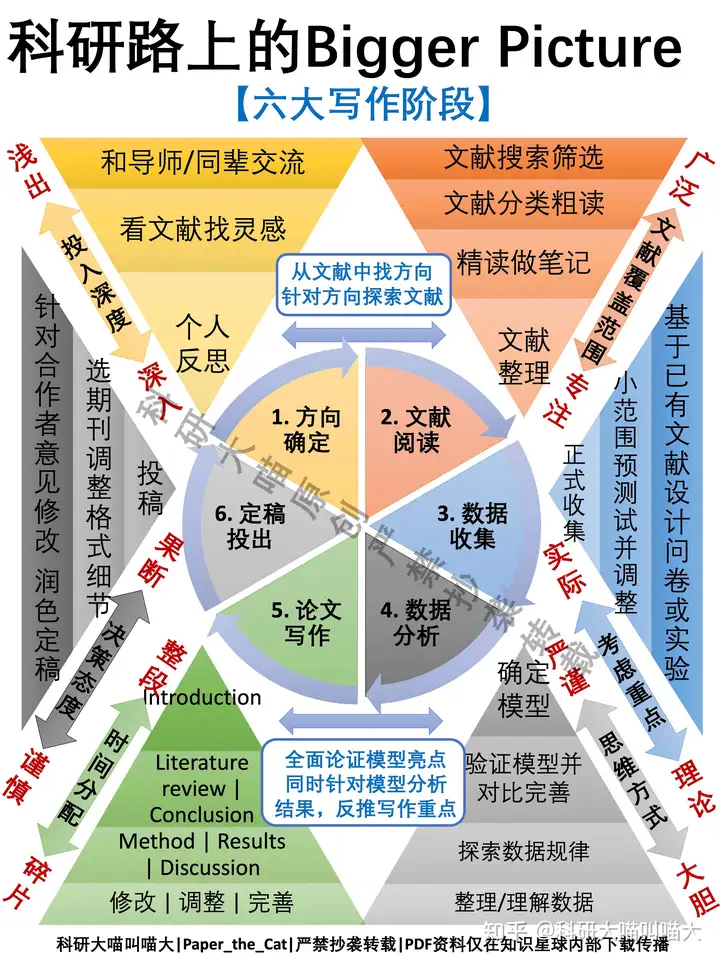 科研路上的Bigger Picture
【六大写作阶段】
浅出
投入深度
深入
和导师/同辈交流
看文献找灵感
个人
反思
文献搜索筛选
文献分类粗读
精读做笔记
文献
整理
广泛
文献覆盖范围
专注
从文献中找方向
针对方向探索文献
1. 方向
确定
2. 文献
阅读
3. 数据
收集
4. 数据
分析
5. 论文
写作
6. 定稿
投出
针对合作者意见修改 润色定稿
选期刊调整格式细节
投稿
正式收集
小范围预测试并调整
基于已有文献设计问卷或实验
果断
决策态度
谨慎
实际
考虑重点
理论
整段
时间分配
碎片
Introduction
Literature
review |
Conclusion
Method | Results
| Discussion
修改 | 调整 | 完善
全面论证模型亮点
同时针对模型分析
结果，反推写作重点
严谨
思维方式
大胆
确定
模型
验证模型并
对比完善
探索数据规律
整理/理解数据
科研大喵原创严禁抄袭转载
知乎 @科研大喵叫喵大
科研大喵叫喵大|Paper_the_Cat|严禁抄袭转载|PDF资料仅在知识星球内部下载传播